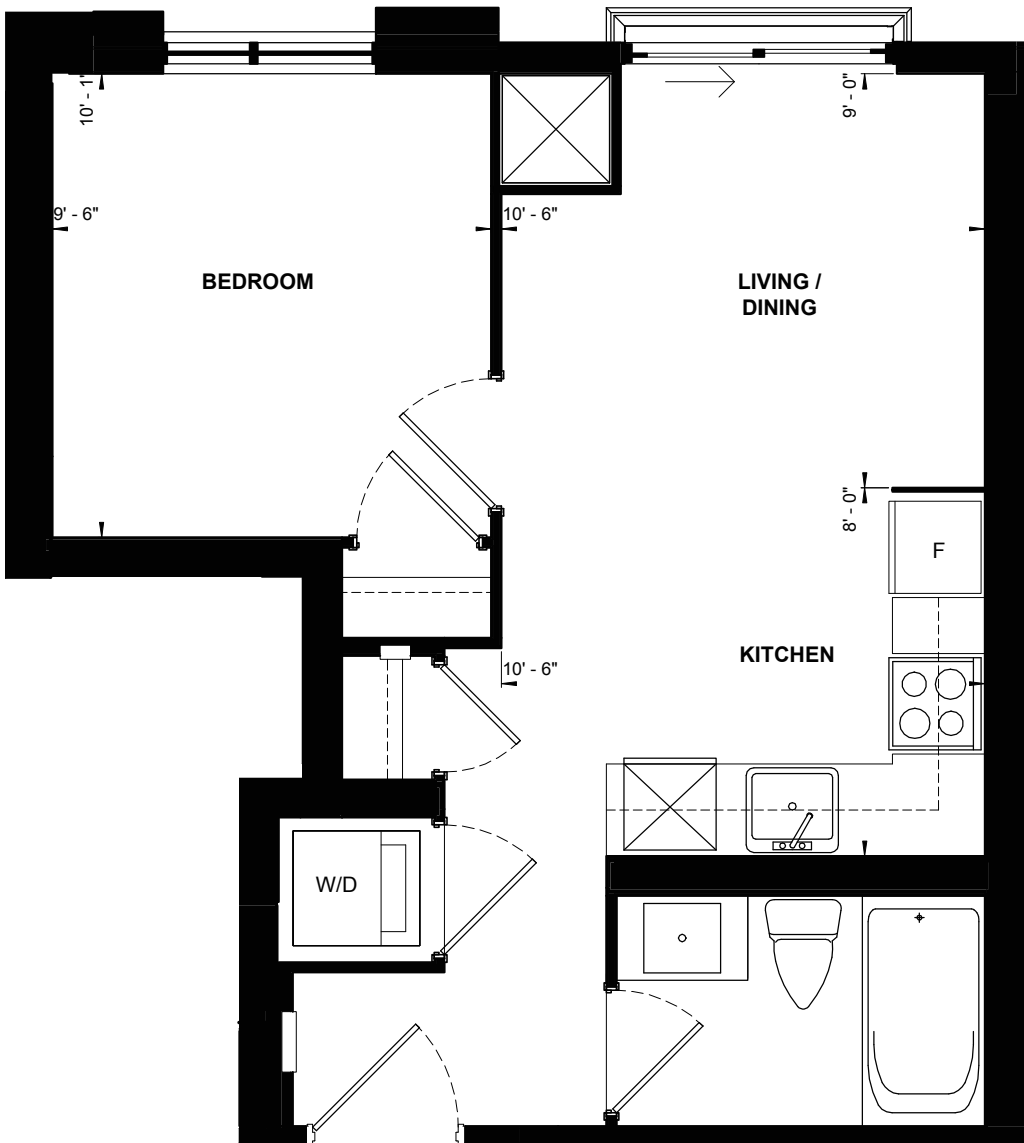 10' - 1"
9' - 0"
9' - 6"
10' - 6"
BEDROOM
LIVING /
DINING
8' - 0"
F
KITCHEN
10' - 6"
W/D